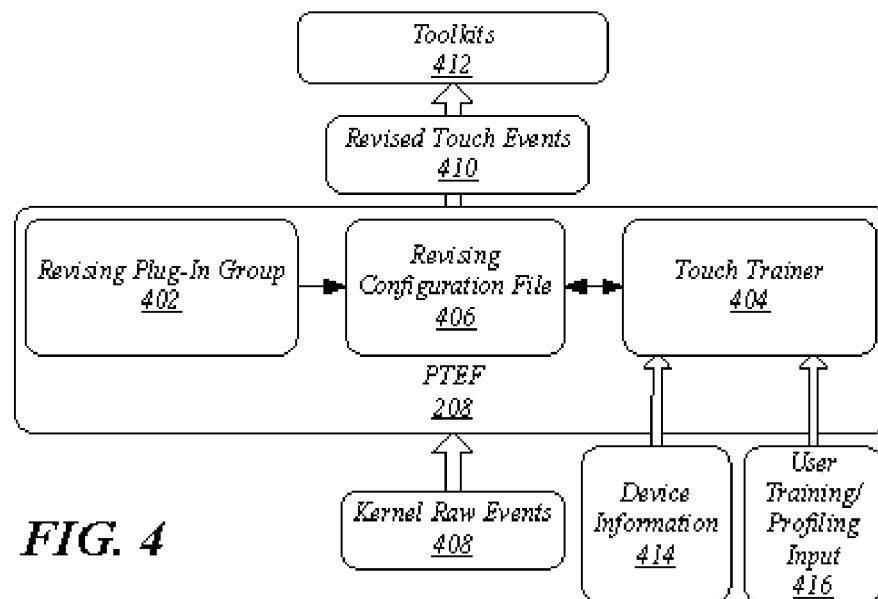 Toolkits
412
Revised Touch Events
410
Revising Plug-In Group
402
Revising
Configuration File
406
Touch Trainer
404
PTEF
208
Kernel Raw Events
408
Device
Information
414
User
Training/
Profiling
Input
416
FIG. 4